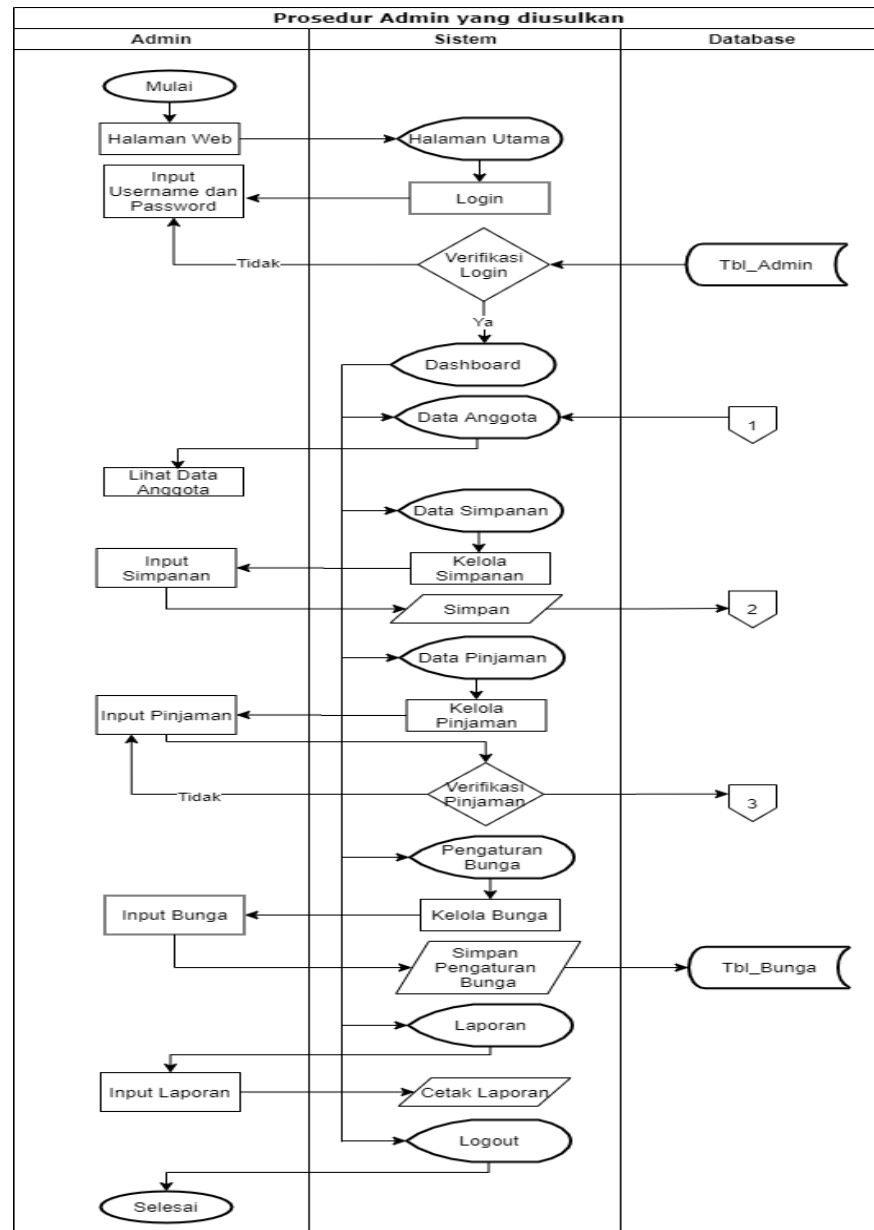 Prosedur Admin yang diusulkan
Admin
Sistem
Database
Mulai
Halaman Web
Halaman Utama
Input
Username dan
Password
Login
Tidak
Verifikasi
Login
Tbl_Admin
Ya
Dashboard
Data Anggota
1
Lihat Data
Anggota
Data Simpanan
Input
Simpanan
Kelola
Simpanan
Simpan
2
Data Pinjaman
Input Pinjaman
Kelola
Pinjaman
Tidak
Verifikasi
Pinjaman
3
Pengaturan
Bunga
Input Bunga
Kelola Bunga
Simpan
Pengaturan
Bunga
Tbl_Bunga
Laporan
Input Laporan
Cetak Laporan
Logout
Selesai